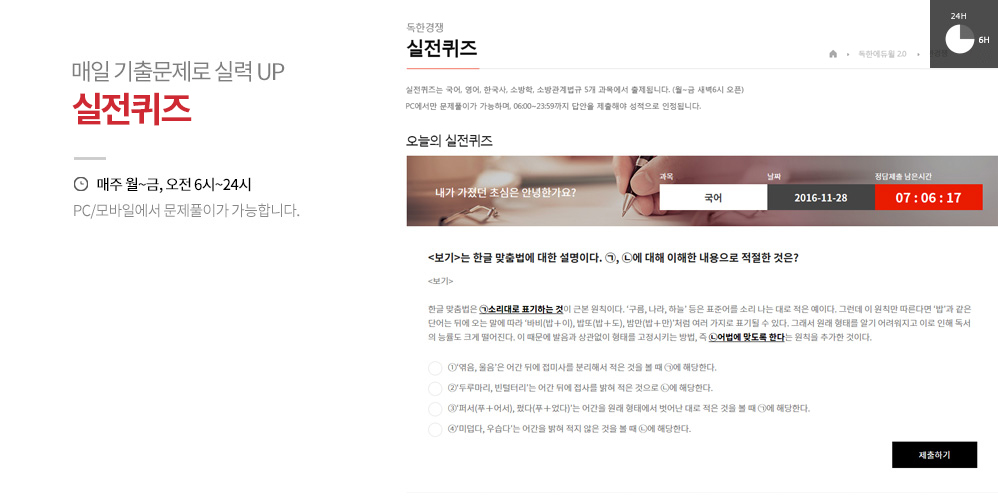 매일 기출문제로 실력 UP
실전퀴즈
매주 월~금, 오전 6시~24시
PC/모바일에서 문제풀이가 가능합니다.
24H
6H
독한경쟁
실전퀴즈
독한에듀윌 2.0
실전퀴즈는 국어, 영어, 한국사, 소방학, 소방관계법규 5개 과목에서 출제됩니다. (월~금 새벽6시 오픈)
PC에서만 문제풀이가 가능하며, 06:00~23:59까지 답안을 제출해야 성적으로 인정됩니다.
오늘의 실전퀴즈
내가 가졌던 초심은 안녕한가요?
과목 날짜 정답제출 남은시간
국어 2016-11-28 07 : 06 : 17
<보기>는 한글 맞춤법에 대한 설명이다. ㉠, ㉡에 대해 이해한 내용으로 적절한 것은?
<보기>
한글 맞춤법은 ㉠소리대로 표기하는 것이 근본 원칙이다. '구름, 나라, 하늘' 등은 표준어를 소리 나는 대로 적은 예이다. 그런데 이 원칙만 따른다면 '밥'과 같은
단어는 뒤에 오는 말에 따라 '바비(밥+이), 밥또(밥+도), 밤만(밥+만)'처럼 여러 가지로 표기될 수 있다. 그래서 원래 형태를 알기 어려워지고 이로 인해 독서
의 능률도 크게 떨어진다. 이 때문에 발음과 상관없이 형태를 고정시키는 방법, 즉 ㉡어법에 맞도록 한다는 원칙을 추가한 것이다.
①'엮음, 울음'은 어간 뒤에 접미사를 분리해서 적은 것을 볼 때 ㉠에 해당한다.
②'두루마리, 빈털터리'는 어간 뒤에 접사를 밝혀 적은 것으로 ㉡에 해당한다.
③'퍼서(푸+어서), 펐다(푸+었다)'는 어간을 원래 형태에서 벗어난 대로 적은 것을 볼 때 ㉠에 해당한다.
④'미덥다, 우습다'는 어간을 밝혀 적지 않은 것을 볼 때 ㉡에 해당한다.
제출하기